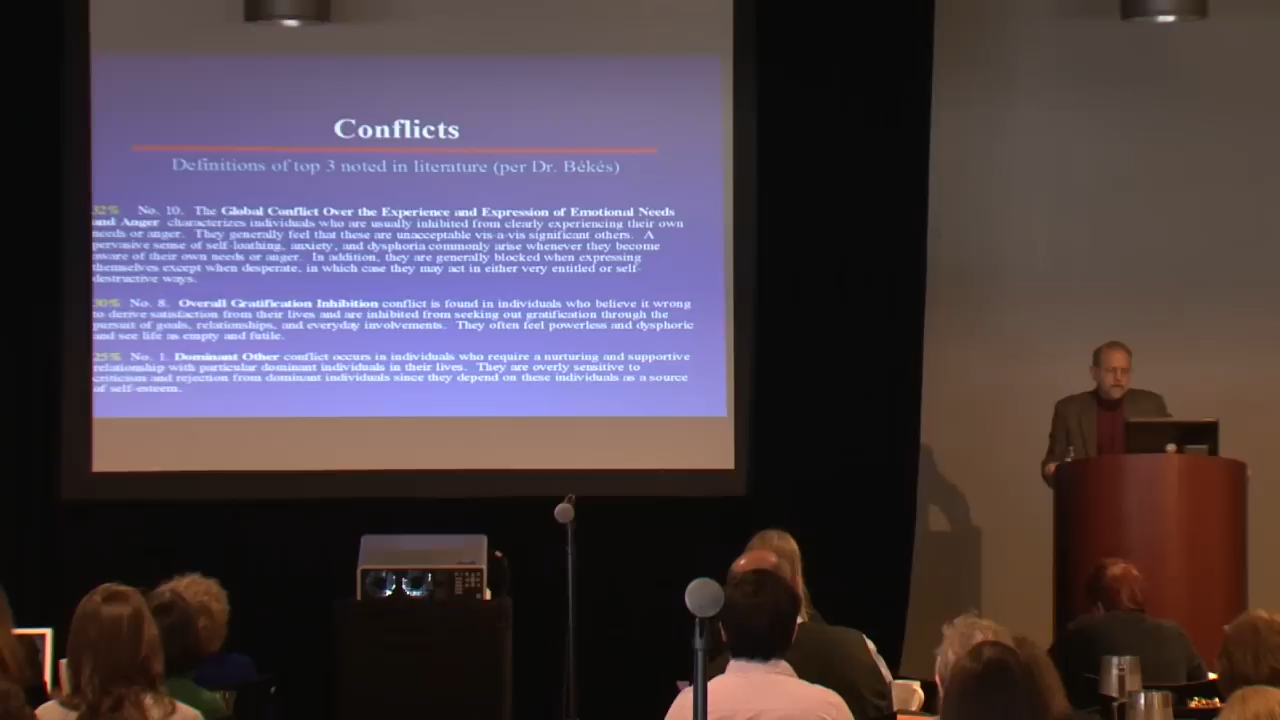 Conflicts
Definitions of top 3 noted in literature (per Dr. Békés)
32% No. 10. The Global Conflict Over the Experience and Expression of Emotional Needs
and Anger characterizes individuals who are usually inhibited from clearly experiencing their own
needs or anger. They generally feel that these are unacceptable vis-a-vis significant others. A
pervasive sense of self-loathing, anxiety, and dysphoria commonly arise whenever they become
aware of their own needs or anger. In addition, they are generally blocked when expressing
themselves except when desperate, in which case they may act in either very entitled or self-
destructive ways.
30% No. 8. Overall Gratification Inhibition conflict is found in individuals who believe it wrong
to derive satisfaction from their lives and are inhibited from seeking out gratification through the
pursuit of goals, relationships, and everyday involvements. They often feel powerless and dysphoric
and see life as empty and futile.
25% No. 1. Dominant Other conflict occurs in individuals who require a nurturing and supportive
relationship with particular dominant individuals in their lives. They are overly sensitive to
criticism and rejection from dominant individuals since they depend on these individuals as a source
of self-esteem.